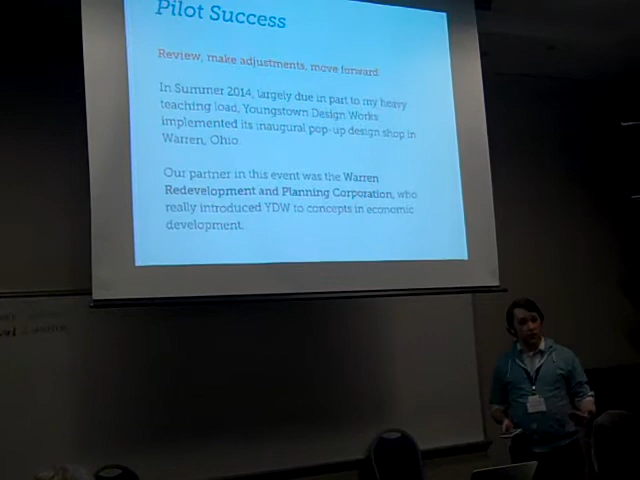 Pilot Success
Review, make adjustments, move forward
In Summer 2014, largely due in part to my heavy
teaching load, Youngstown Design Works
implemented its inaugural pop-up design shop in
Warren, Ohio
Our partner in this event was the Warren
Redevelopment and Planning Corporation, who
really introduced YDW to concepts in economic
development.